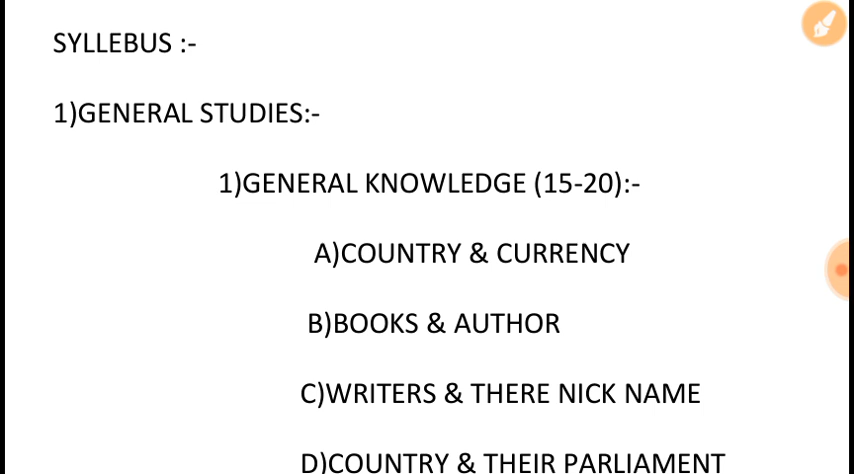 SYLLEBUS :-
1)GENERAL STUDIES:-
1)GENERAL KNOWLEDGE (15-20):-
A)COUNTRY & CURRENCY
B)BOOKS & AUTHOR
C)WRITERS & THERE NICK NAME
D)COUNTRY & THEIR PARLIAMENT